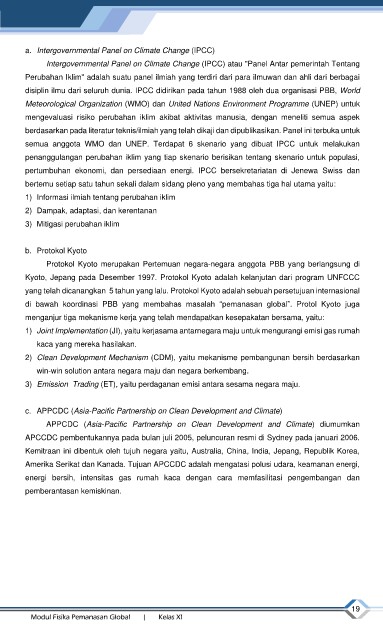 a. Intergovernmental Panel on Climate Change (IPCC)
Intergovernmental Panel on Climate Change (IPCC) atau "Panel Antar pemerintah Tentang
Perubahan Iklim" adalah suatu panel ilmiah yang terdiri dari para ilmuwan dan ahli dari berbagai
disiplin ilmu dari seluruh dunia. IPCC didirikan pada tahun 1988 oleh dua organisasi PBB, World
Meteorological Organization (WMO) dan United Nations Environment Programme (UNEP) untuk
mengevaluasi risiko perubahan iklim akibat aktivitas manusia, dengan meneliti semua aspek
berdasarkan pada literatur teknis/ilmiah yang telah dikaji dan dipublikasikan. Panel ini terbuka untuk
semua anggota WMO dan UNEP. Terdapat 6 skenario yang dibuat IPCC untuk melakukan
penanggulangan perubahan iklim yang tiap skenario berisikan tentang skenario untuk populasi,
pertumbuhan ekonomi, dan persediaan energi. IPCC bersekretariatan di Jenewa Swiss dan
bertemu setiap satu tahun sekali dalam sidang pleno yang membahas tiga hal utama yaitu:
1) Informasi ilmiah tentang perubahan iklim
2) Dampak, adaptasi, dan kerentanan
3) Mitigasi perubahan iklim
b. Protokol Kyoto
Protokol Kyoto merupakan Pertemuan negara-negara anggota PBB yang berlangsung di
Kyoto, Jepang pada Desember 1997. Protokol Kyoto adalah kelanjutan dari program UNFCCC
yang telah dicanangkan 5 tahun yang lalu. Protokol Kyoto adalah sebuah persetujuan internasional
di bawah koordinasi PBB yang membahas masalah "pemanasan global". Protol Kyoto juga
menganjur tiga mekanisme kerja yang telah mendapatkan kesepakatan bersama, yaitu:
1) Joint Implementation (JI), yaitu kerjasama antarnegara maju untuk mengurangi emisi gas rumah
kaca yang mereka hasilakan.
2) Clean Development Mechanism (CDM), yaitu mekanisme pembangunan bersih berdasarkan
win-win solution antara negara maju dan negara berkembang.
3) Emission Trading (ET), yaitu perdaganan emisi antara sesama negara maju.
c. APPCDC (Asia-Pacific Partnership on Clean Development and Climate)
APPCDC (Asia-Pacific Partnership on Clean Development and Climate) diumumkan
APCCDC pembentukannya pada bulan juli 2005, peluncuran resmi di Sydney pada januari 2006.
Kemitraan ini dibentuk oleh tujuh negara yaitu, Australia, China, India, Jepang, Republik Korea,
Amerika Serikat dan Kanada. Tujuan APCCDC adalah mengatasi polusi udara, keamanan energi,
energi bersih, intensitas gas rumah kaca dengan cara memfasilitasi pengembangan dan
pemberantasan kemiskinan.
19
Modul Fisika Pemanasan Global | Kelas XI